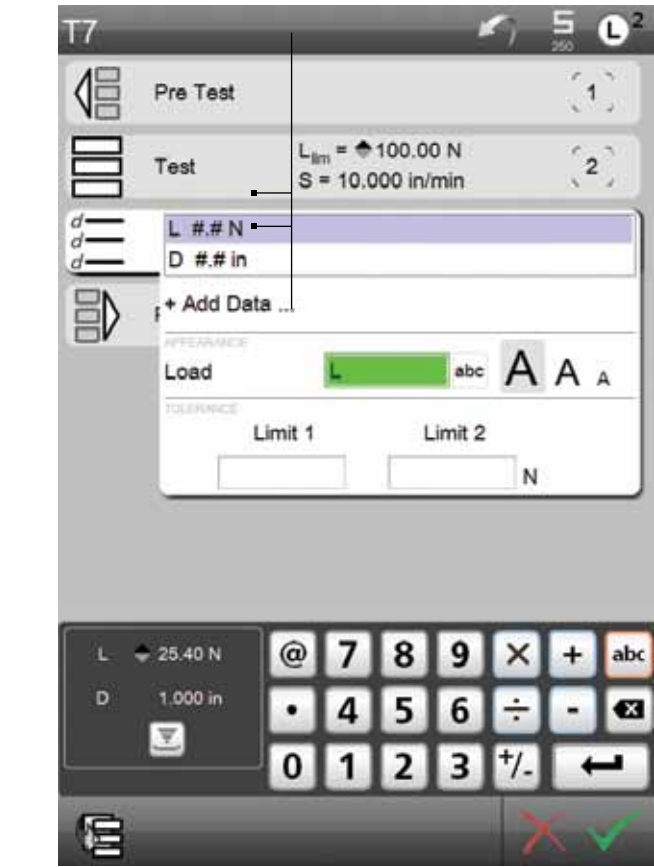 T7
S
250
L 2
Pre Test
1
Test
Llim = 100.00 N
S = 10.000 in/min
2
d
d
d
L #.# N
D #.# in
+ Add Data ...
APPEARANCE
Load
L
abc
A A A
TOLERANCE
Limit 1 Limit 2
N
L 25.40 N
D 1.000 in
@ 7 8 9 × + abc
• 4 5 6 ÷ -
0 1 2 3 +/-